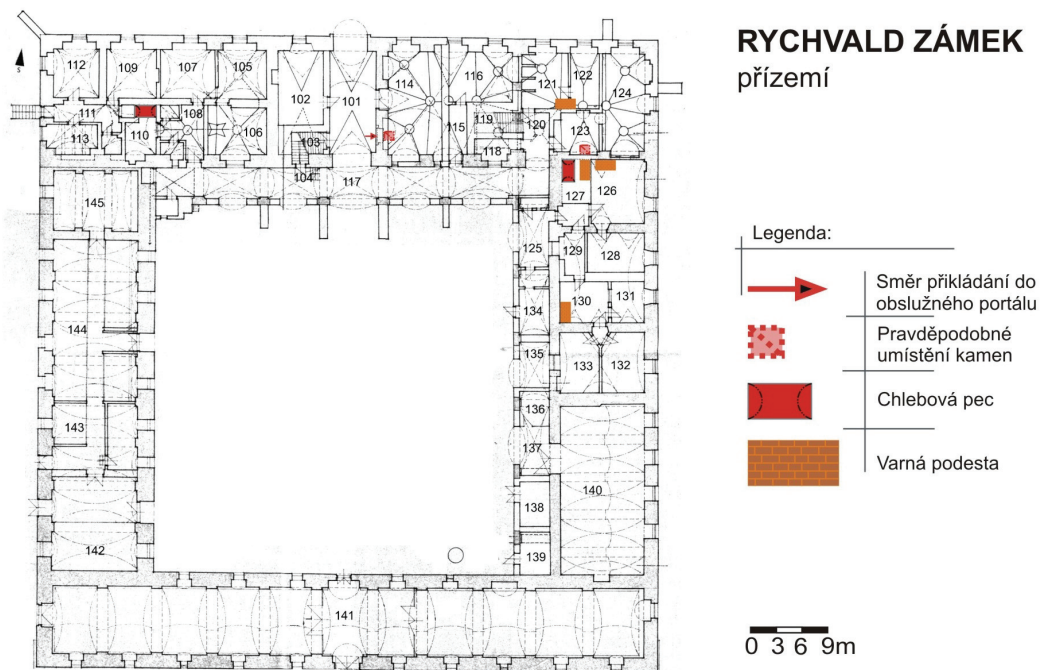 RYCHVALD ZÁMEK
přízemí
S
112 109 107 105 102 101 114 116 121 122 124
111 110 108 106 103 115 119 120 123
113 104 117 118
145 127 126
125 129 128
144 134 130 131
135 133 132
143 136
137
138 140
142 139
141
Legenda:
Směr přikládání do
obslužného portálu
Pravděpodobné
umístění kamen
Chlebová pec
Varná podesta
0 3 6 9m